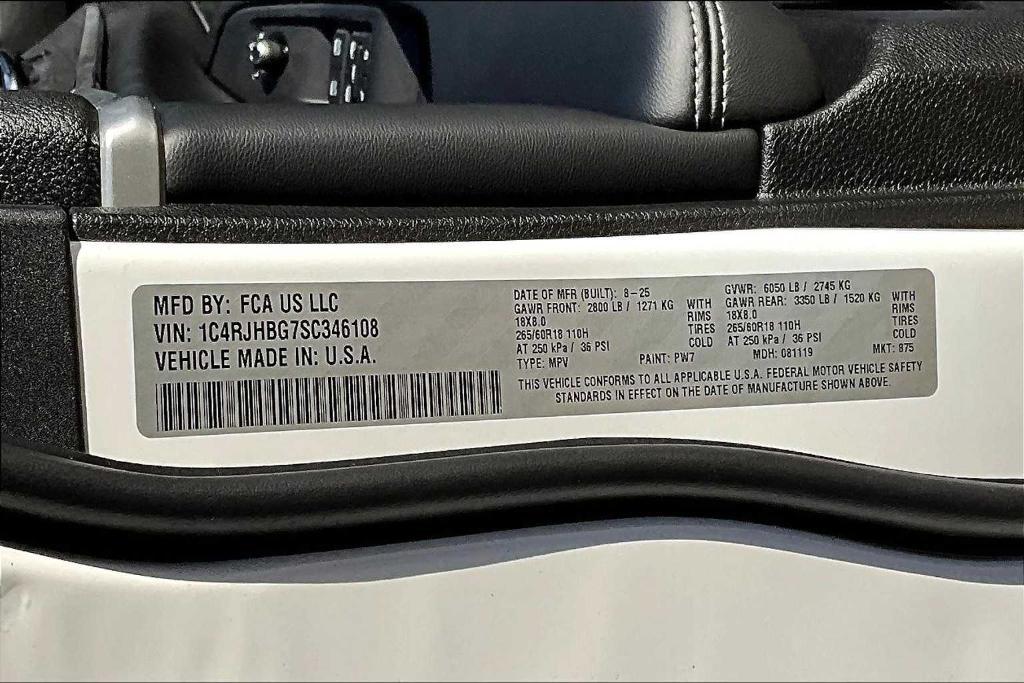 MFD BY: FCA US LLC
VIN: 1C4RJHBG7SC346108
VEHICLE MADE IN: U.S.A.
DATE OF MFR (BUILT): 8-25
GAWR FRONT: 2800 LB / 1271 KG WITH
18X8.0 RIMS
265/60R18 110H TIRES
AT 250 kPa / 36 PSI COLD
TYPE: MPV PAINT: PW7
GVWR: 6050 LB / 2745 KG
GAWR REAR: 3350 LB / 1520 KG WITH
18X8.0 RIMS
265/60R18 110H TIRES
AT 250 kPa / 36 PSI COLD
MDH: 081119 MKT: 875
THIS VEHICLE CONFORMS TO ALL APPLICABLE U.S.A. FEDERAL MOTOR VEHICLE SAFETY
STANDARDS IN EFFECT ON THE DATE OF MANUFACTURE SHOWN ABOVE.